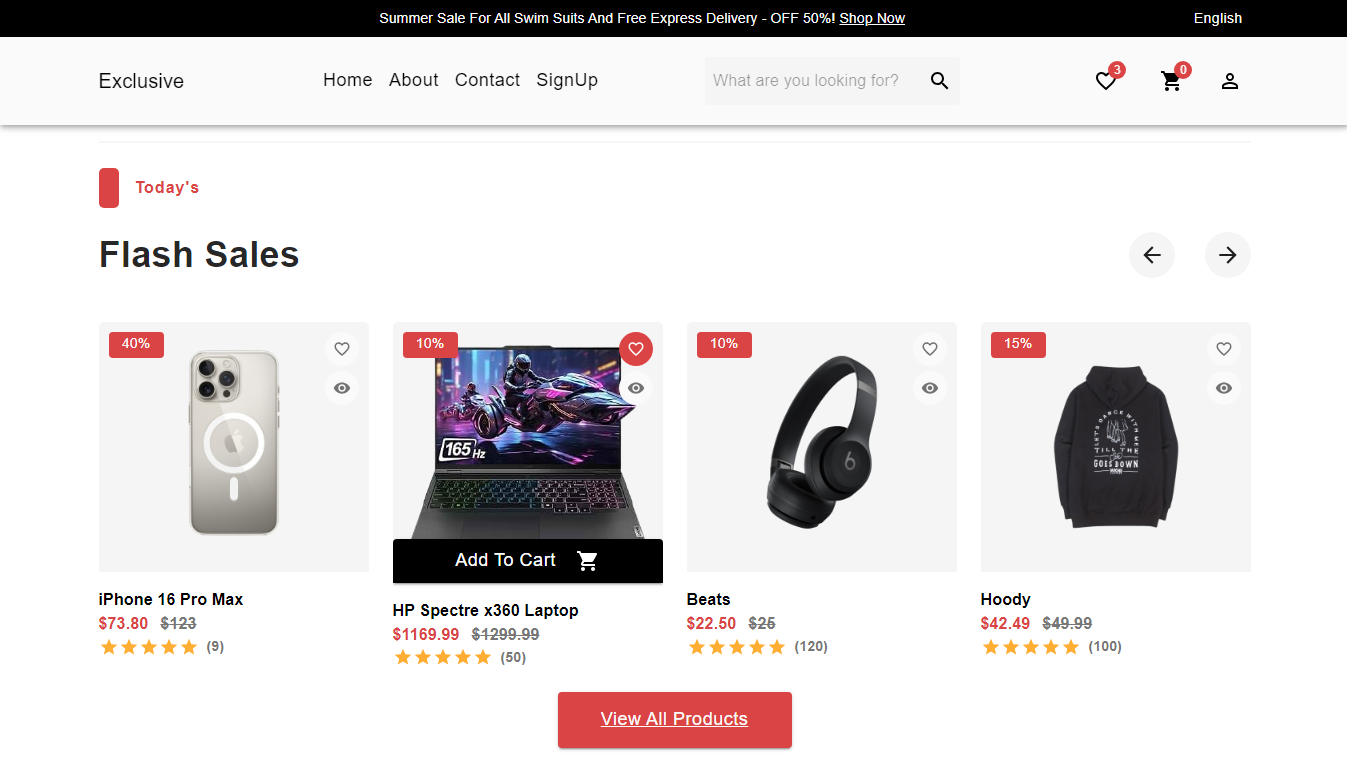 Summer Sale For All Swim Suits And Free Express Delivery - OFF 50%! Shop Now
English
Exclusive
Home About Contact SignUp
What are you looking for?
3
0
Today's
Flash Sales
40%
10%
10%
15%
165 Hz
LET'S DANCE WITH ME
TILL THE
GOES DOWN
Add To Cart
iPhone 16 Pro Max
$73.80 $123
(9)
HP Spectre x360 Laptop
$1169.99 $1299.99
(50)
Beats
$22.50 $25
(120)
Hoody
$42.49 $49.99
(100)
View All Products